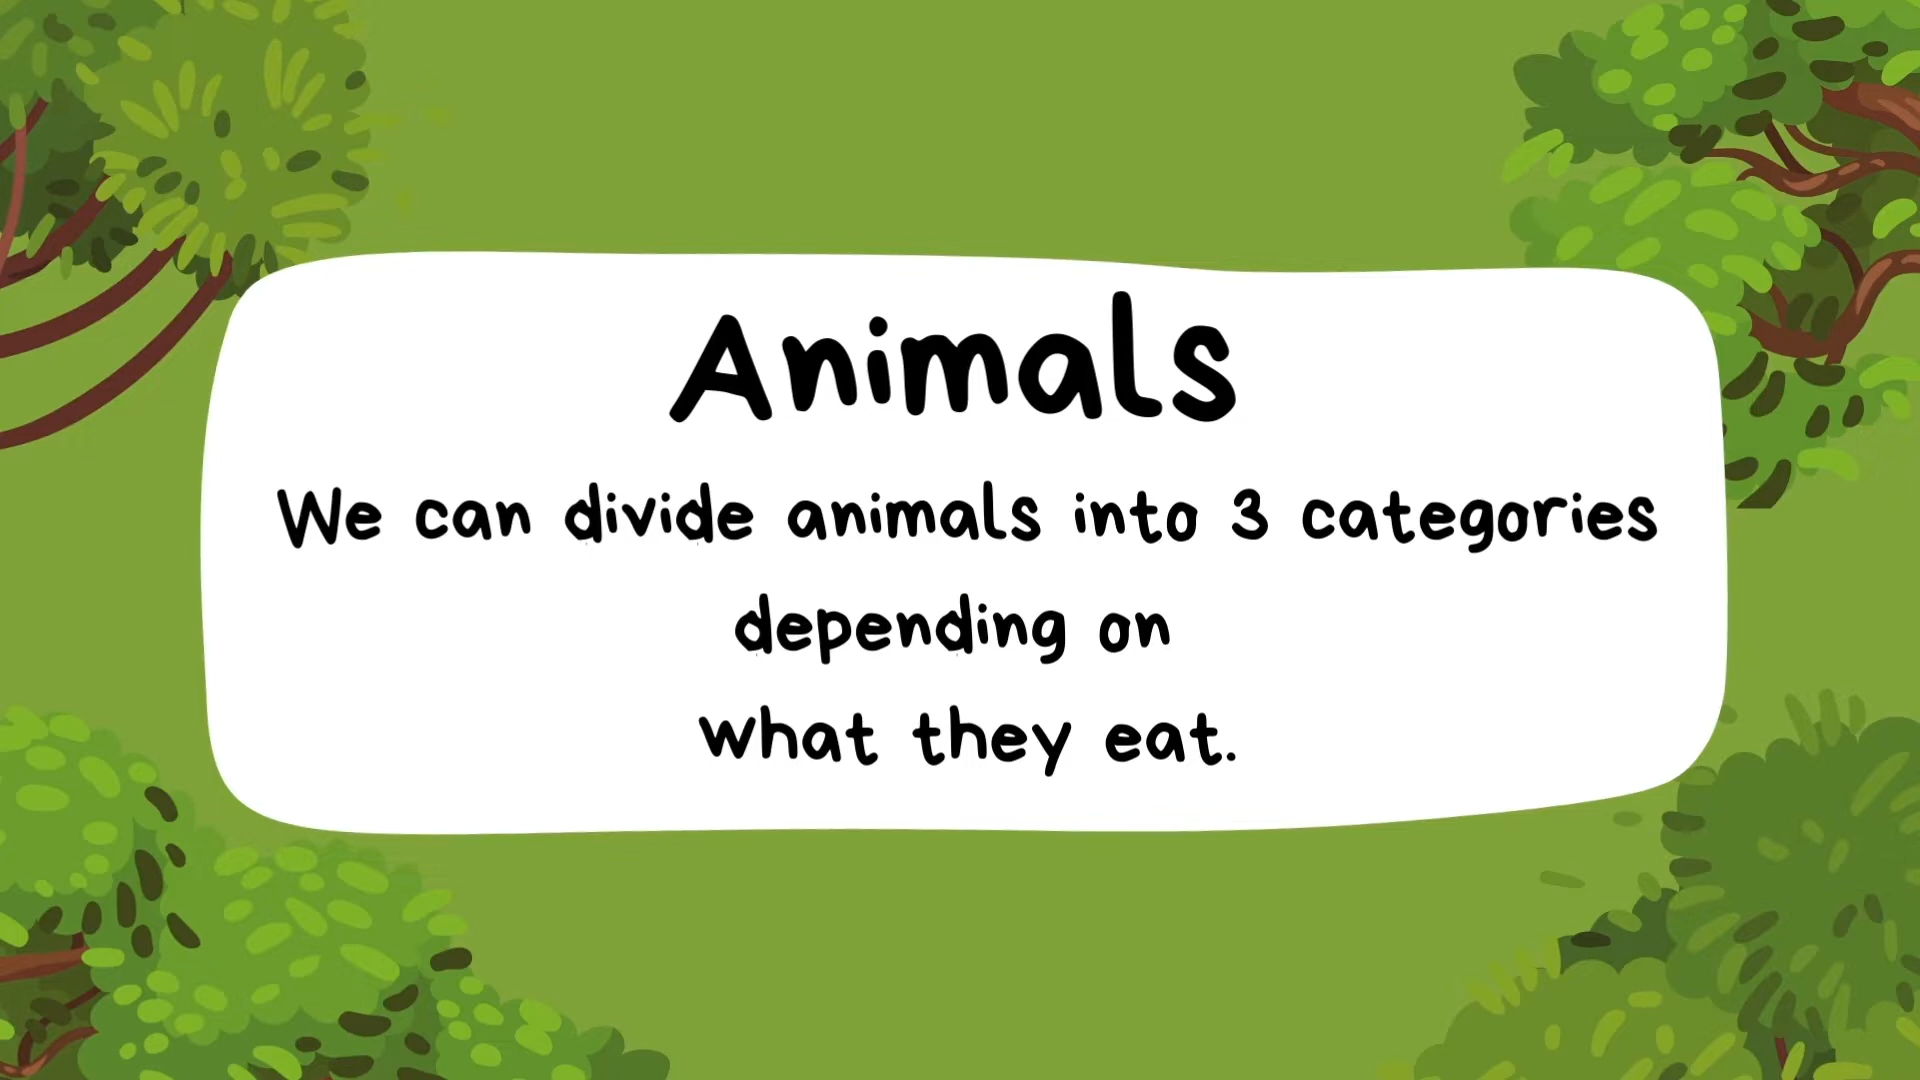 Animals
We can divide animals into 3 categories
depending on
what they eat.